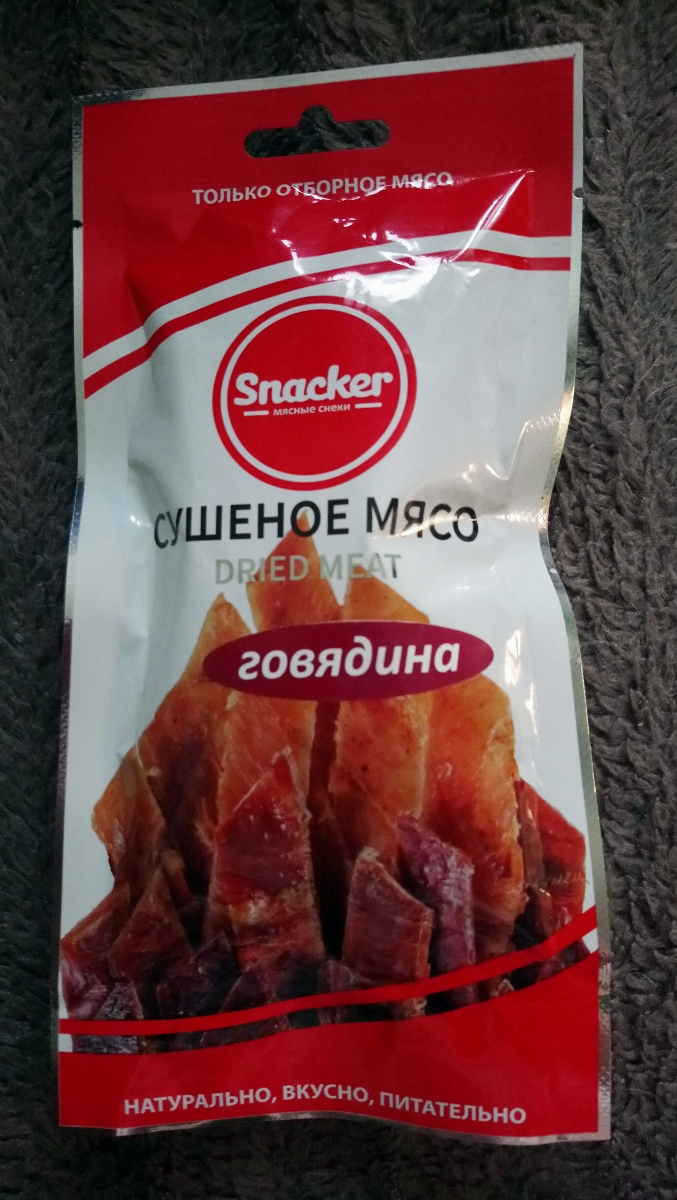 ТОЛЬКО ОТБОРНОЕ МЯСО
Snacker
мясные снеки
СУШЕНОЕ МЯСО
DRIED MEAT
говядина
НАТУРАЛЬНО, ВКУСНО, ПИТАТЕЛЬНО